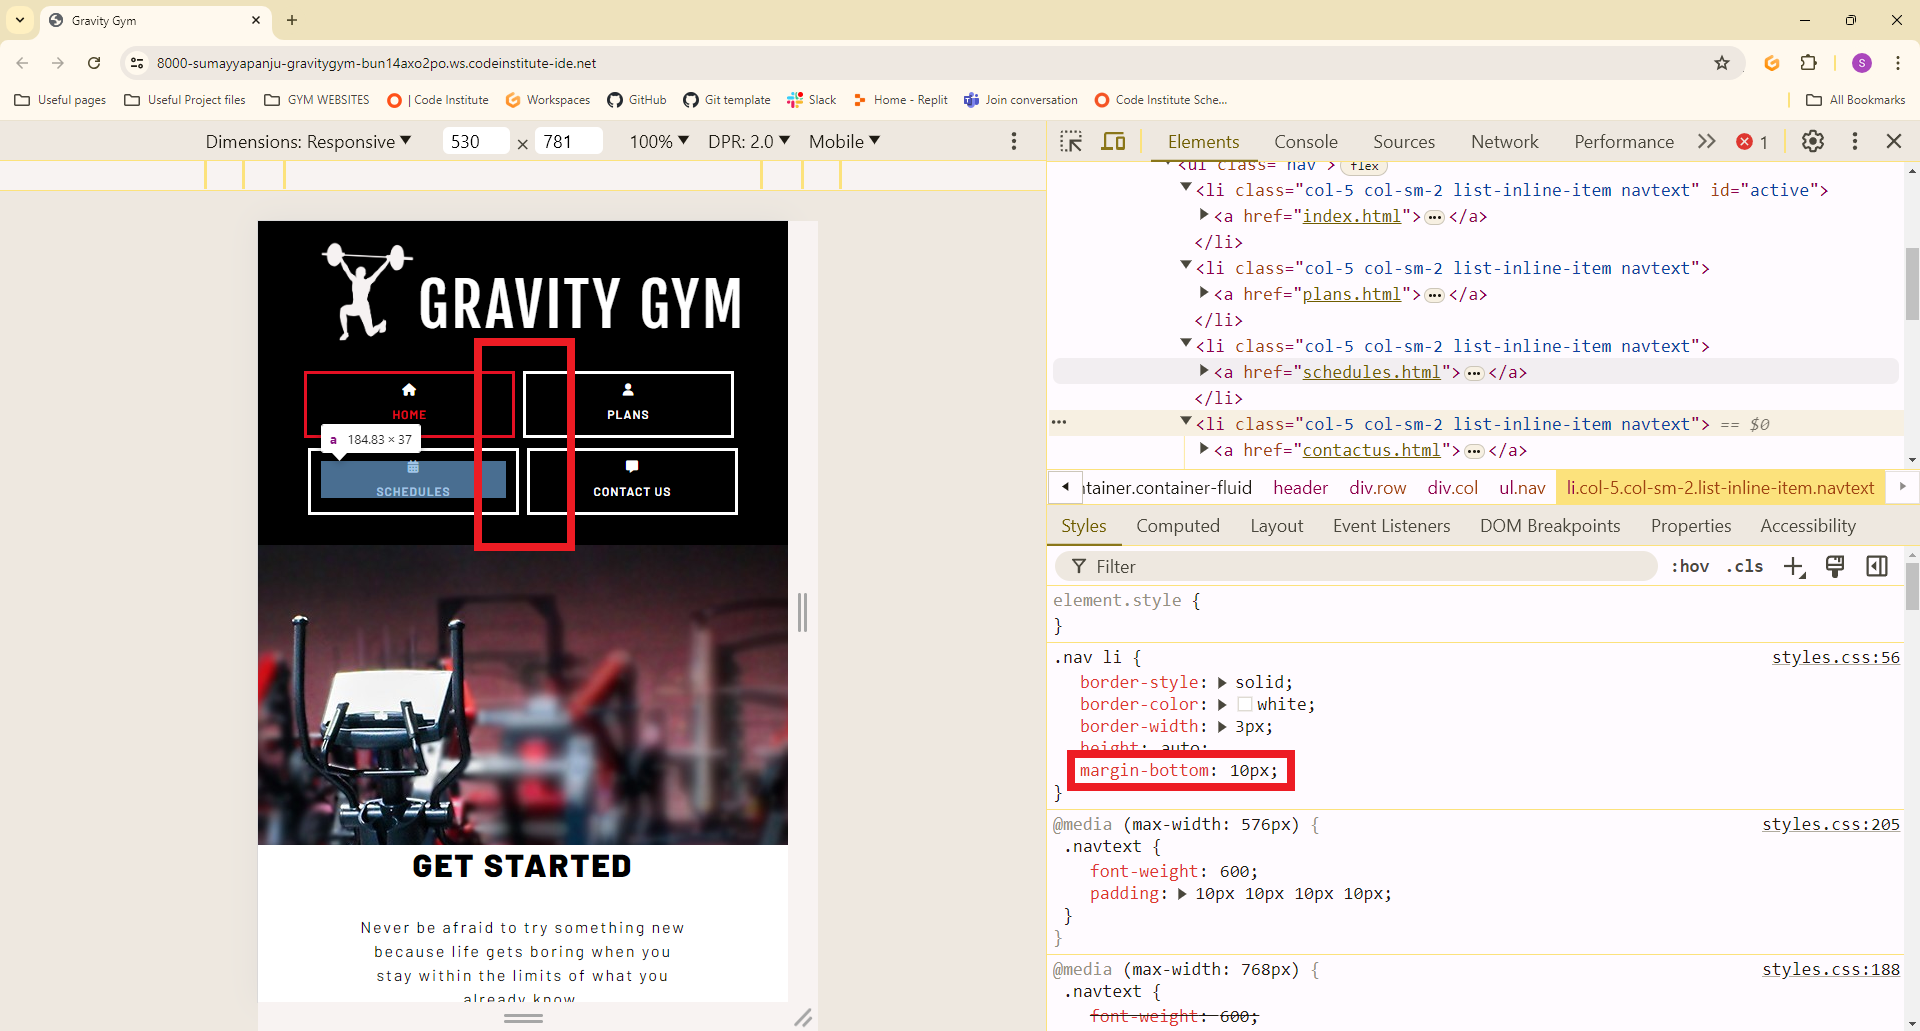 Gravity Gym
8000-sumayyapanju-gravitygym-bun14axo2po.ws.codeinstitute-ide.net
S
Useful pages
Useful Project files
GYM WEBSITES
| Code Institute
Workspaces
GitHub
Git template
Slack
Home - Replit
Join conversation
Code Institute Sche...
All Bookmarks
Dimensions: Responsive
530
×
781
100%
DPR: 2.0
Mobile
GRAVITY GYM
HOME
PLANS
a 184.83 × 37
SCHEDULES
CONTACT US
GET STARTED
Never be afraid to try something new
because life gets boring when you
stay within the limits of what you
already know.
Elements
Console
Sources
Network
Performance
1
<ul class="nav"> flex
<li class="col-5 col-sm-2 list-inline-item navtext" id="active">
<a href="index.html">…</a>
</li>
<li class="col-5 col-sm-2 list-inline-item navtext">
<a href="plans.html">…</a>
</li>
<li class="col-5 col-sm-2 list-inline-item navtext">
<a href="schedules.html">…</a>
</li>
<li class="col-5 col-sm-2 list-inline-item navtext"> == $0
<a href="contactus.html">…</a>
ntainer.container-fluid
header
div.row
div.col
ul.nav
li.col-5.col-sm-2.list-inline-item.navtext
Styles
Computed
Layout
Event Listeners
DOM Breakpoints
Properties
Accessibility
Filter
:hov
.cls
element.style {
}
.nav li {
styles.css:56
border-style: solid;
border-color: white;
border-width: 3px;
height: auto;
margin-bottom: 10px;
}
@media (max-width: 576px) {
styles.css:205
.navtext {
font-weight: 600;
padding: 10px 10px 10px 10px;
}
}
@media (max-width: 768px) {
styles.css:188
.navtext {
font-weight: 600;